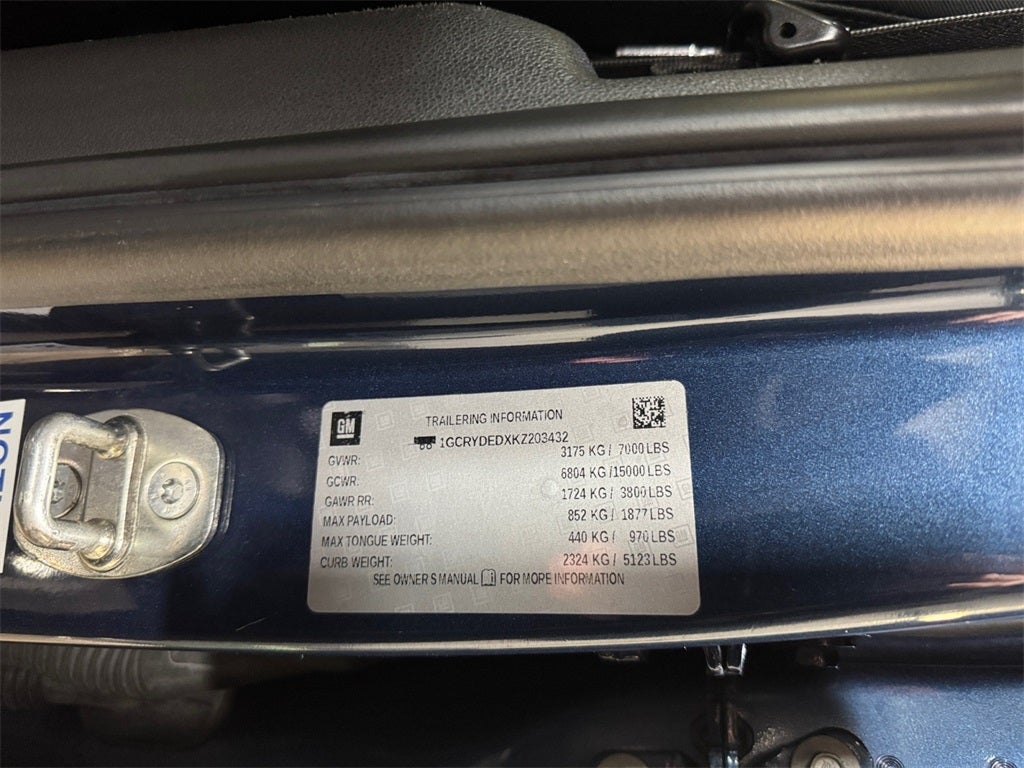 GM
TRAILERING INFORMATION
1GCRYDEDXKZ203432
GVWR: 3175 KG / 7000 LBS
GCWR: 6804 KG /15000 LBS
GAWR RR: 1724 KG / 3800 LBS
MAX PAYLOAD: 852 KG / 1877 LBS
MAX TONGUE WEIGHT: 440 KG / 970 LBS
CURB WEIGHT: 2324 KG / 5123 LBS
SEE OWNER'S MANUAL FOR MORE INFORMATION